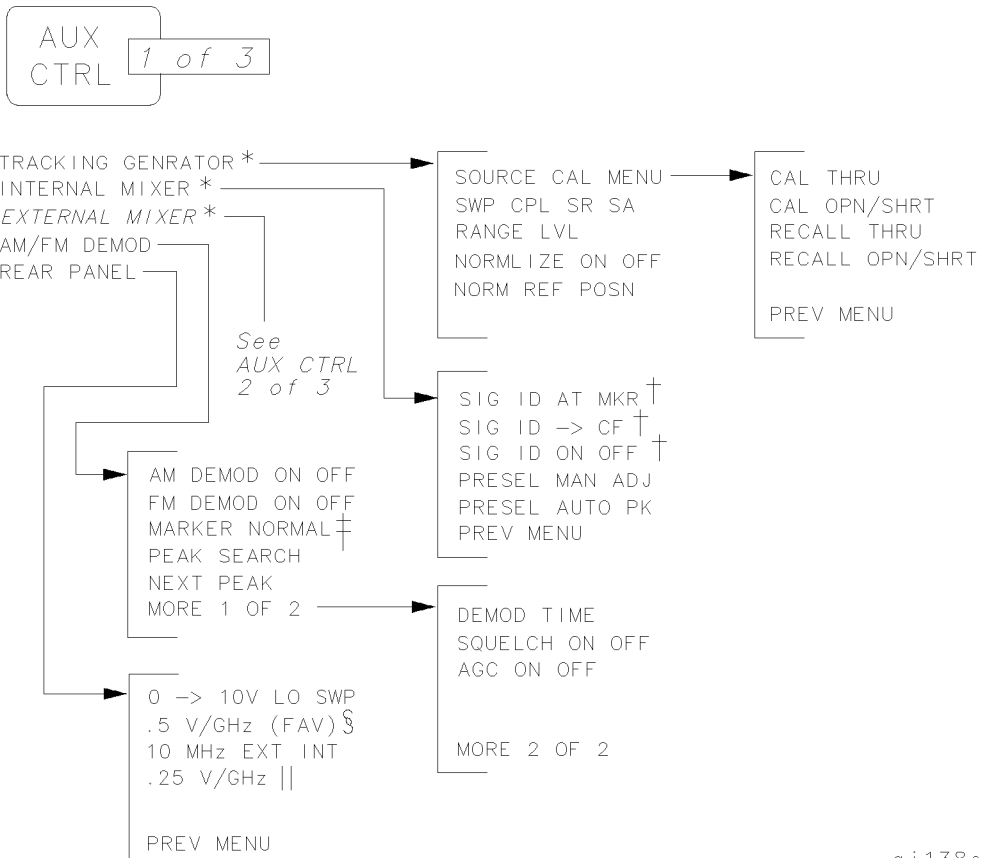 AUX
CTRL
1 of 3
TRACKING GENRATOR*
INTERNAL MIXER*
EXTERNAL MIXER*
AM/FM DEMOD
REAR PANEL
See
AUX CTRL
2 of 3
SOURCE CAL MENU
SWP CPL SR SA
RANGE LVL
NORMLIZE ON OFF
NORM REF POSN
CAL THRU
CAL OPN/SHRT
RECALL THRU
RECALL OPN/SHRT
PREV MENU
SIG ID AT MKR†
SIG ID –> CF†
SIG ID ON OFF†
PRESEL MAN ADJ
PRESEL AUTO PK
PREV MENU
AM DEMOD ON OFF
FM DEMOD ON OFF
MARKER NORMAL‡
PEAK SEARCH
NEXT PEAK
MORE 1 OF 2
DEMOD TIME
SQUELCH ON OFF
AGC ON OFF
MORE 2 OF 2
0 –> 10V LO SWP
.5 V/GHz (FAV)§
10 MHz EXT INT
.25 V/GHz ||
PREV MENU